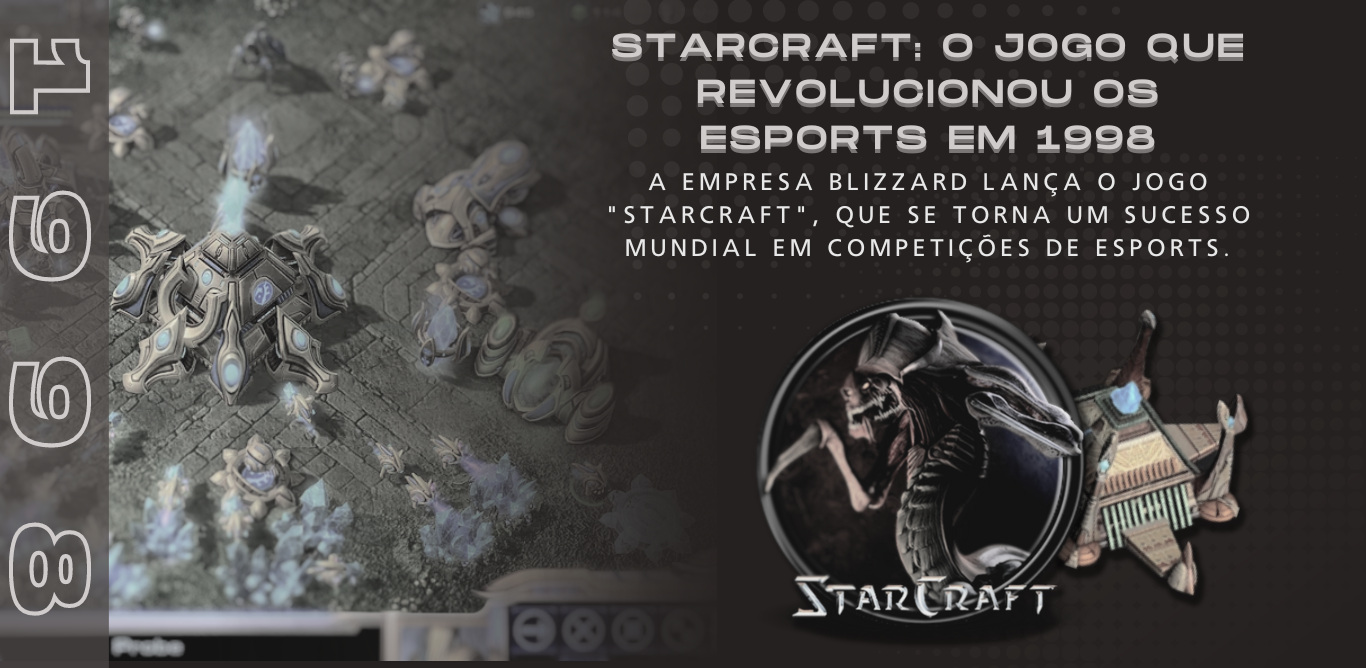 1998
STARCRAFT: O JOGO QUE
REVOLUCIONOU OS
ESPORTS EM 1998
A EMPRESA BLIZZARD LANÇA O JOGO
"STARCRAFT", QUE SE TORNA UM SUCESSO
MUNDIAL EM COMPETIÇÕES DE ESPORTS.
STARCRAFT
Probe